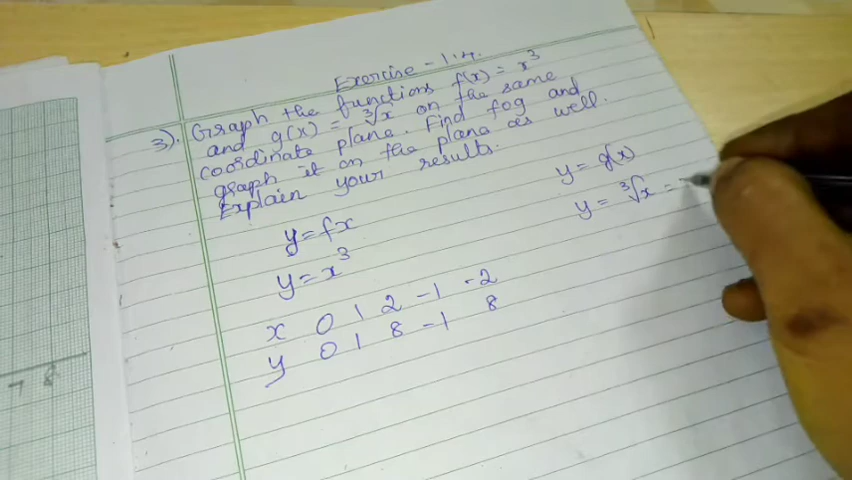 Exercise - 1.4.
3). Graph the functions f(x) = x³
and g(x) = ∛x on the same
coordinate plane. Find fog and
graph it on the plane as well.
Explain your results.
y = fx
y = x³
x 0 1 2 -1 -2
y 0 1 8 -1 8
y = g(x)
y = ∛x =
7 8